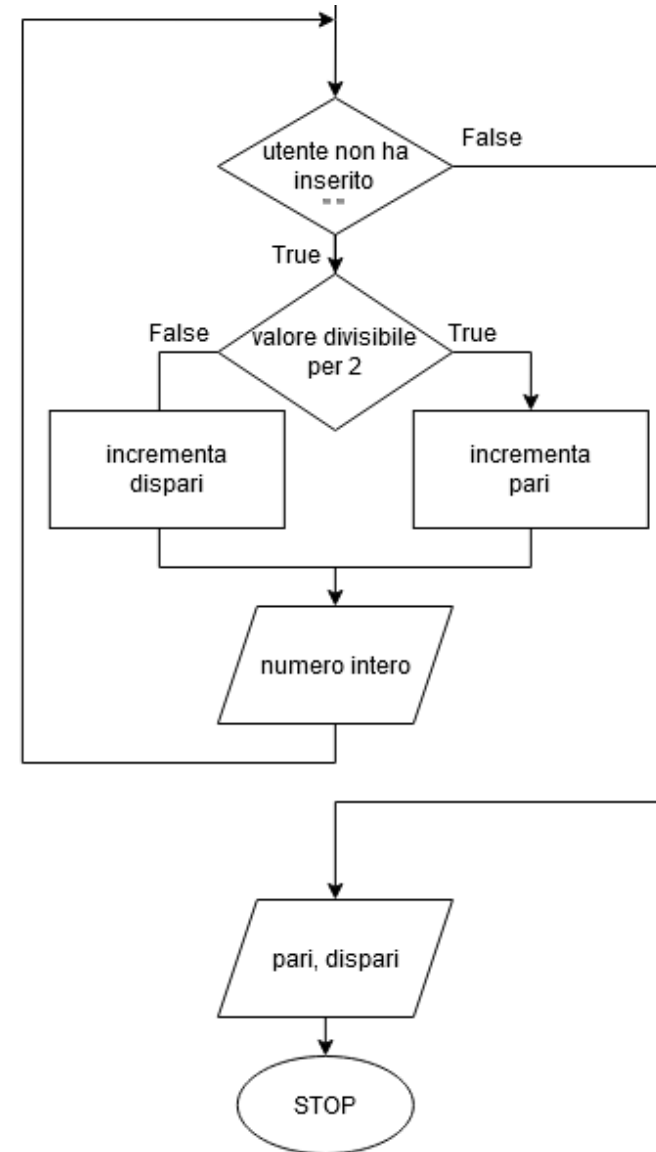 utente non ha
inserito
" "
False
True
valore divisibile
per 2
False
True
incrementa
dispari
incrementa
pari
numero intero
pari, dispari
STOP